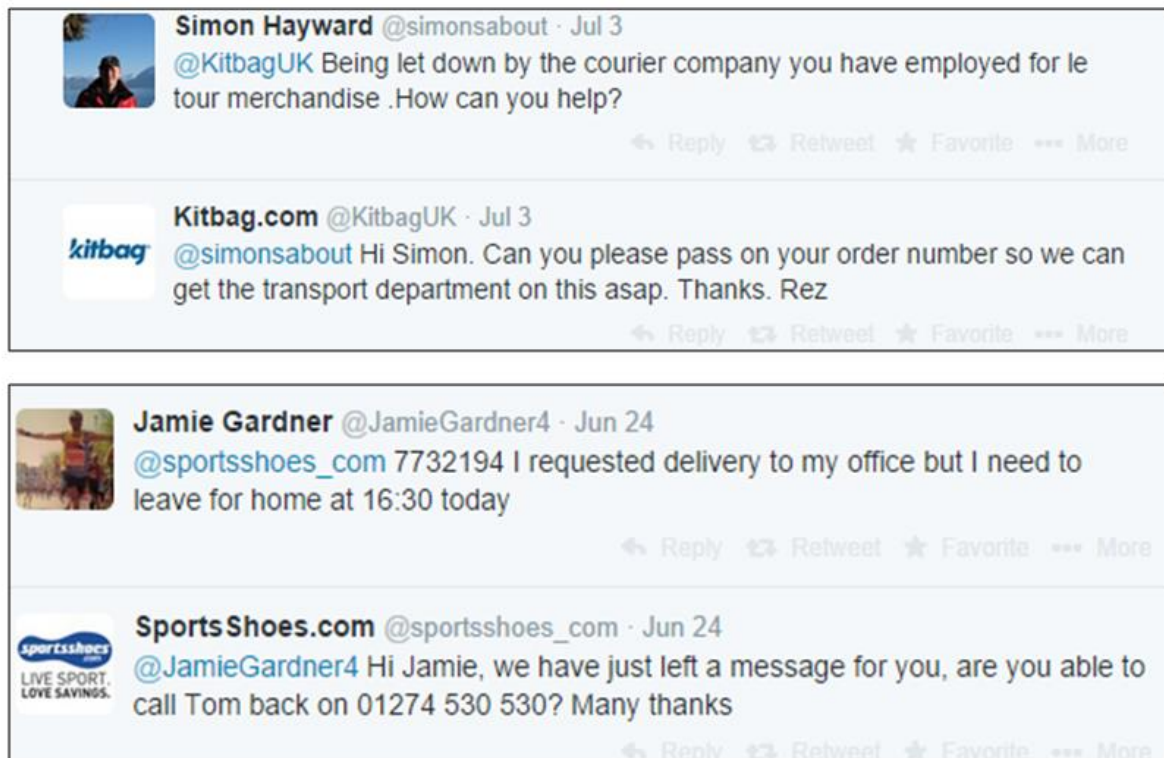 Simon Hayward @simonsabout · Jul 3
@KitbagUK Being let down by the courier company you have employed for le
tour merchandise .How can you help?
Reply Retweet Favorite More
kitbag
Kitbag.com @KitbagUK · Jul 3
@simonsabout Hi Simon. Can you please pass on your order number so we can
get the transport department on this asap. Thanks. Rez
Reply Retweet Favorite More
Jamie Gardner @JamieGardner4 · Jun 24
@sportsshoes_com 7732194 I requested delivery to my office but I need to
leave for home at 16:30 today
Reply Retweet Favorite More
sportsshoes
.com
LIVE SPORT.
LOVE SAVINGS.
SportsShoes.com @sportsshoes_com · Jun 24
@JamieGardner4 Hi Jamie, we have just left a message for you, are you able to
call Tom back on 01274 530 530? Many thanks
Reply Retweet Favorite More